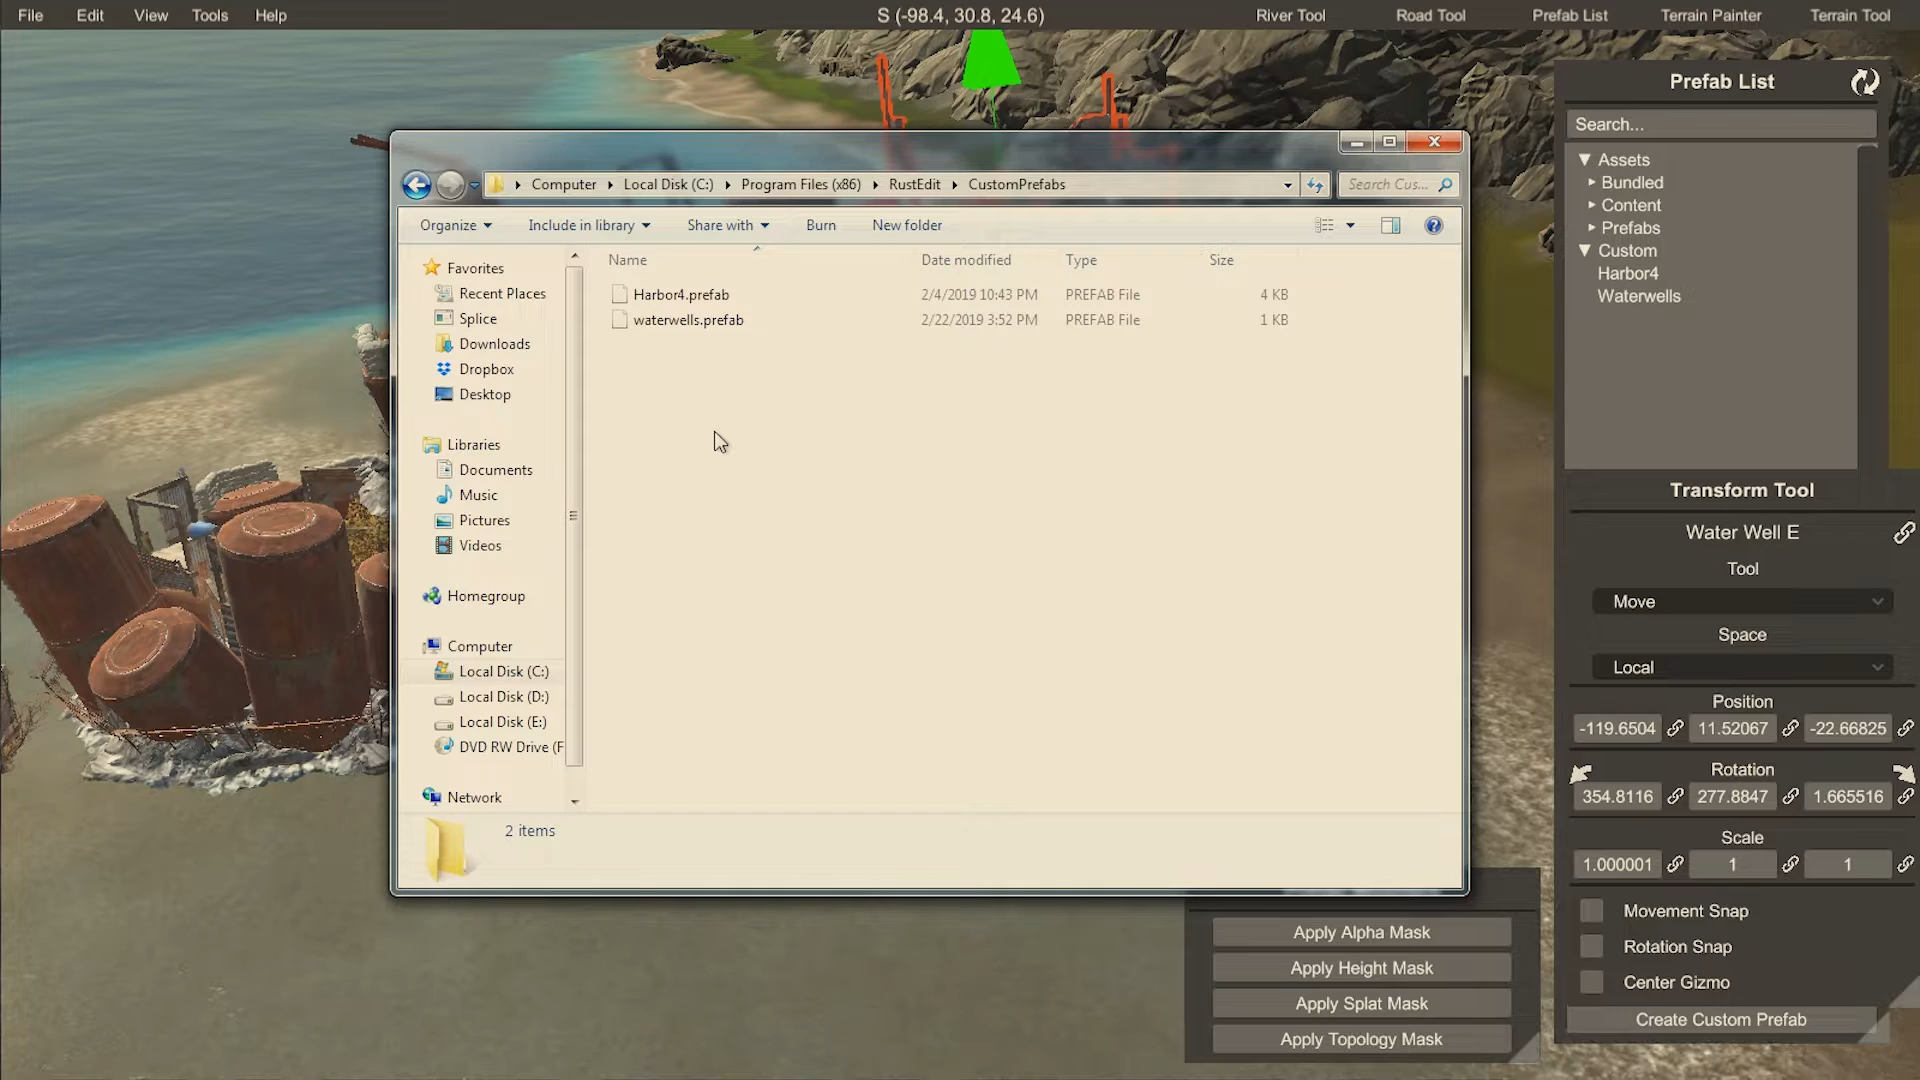 File Edit View Tools Help
S (-98.4, 30.8, 24.6)
River Tool Road Tool Prefab List Terrain Painter Terrain Tool
Computer Local Disk (C:) Program Files (x86) RustEdit CustomPrefabs
Search Cus...
Organize Include in library Share with Burn New folder
Name Date modified Type Size
Harbor4.prefab 2/4/2019 10:43 PM PREFAB File 4 KB
waterwells.prefab 2/22/2019 3:52 PM PREFAB File 1 KB
Favorites
Recent Places
Splice
Downloads
Dropbox
Desktop
Libraries
Documents
Music
Pictures
Videos
Homegroup
Computer
Local Disk (C:)
Local Disk (D:)
Local Disk (E:)
DVD RW Drive (F
Network
2 items
Apply Alpha Mask
Apply Height Mask
Apply Splat Mask
Apply Topology Mask
Prefab List
Search...
Assets
Bundled
Content
Prefabs
Custom
Harbor4
Waterwells
Transform Tool
Water Well E
Tool
Move
Space
Local
Position
-119.6504 11.52067 -22.66825
Rotation
354.8116 277.8847 1.665516
Scale
1.000001 1 1
Movement Snap
Rotation Snap
Center Gizmo
Create Custom Prefab